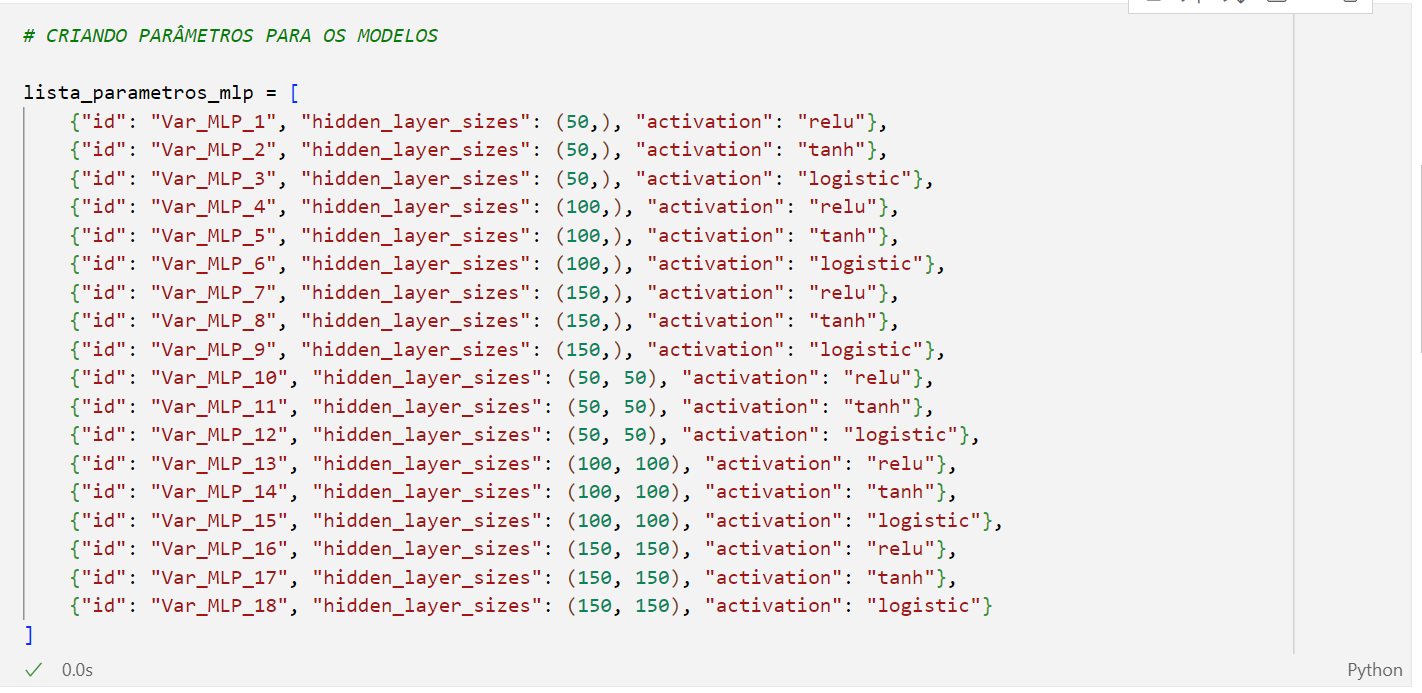 # CRIANDO PARÂMETROS PARA OS MODELOS
lista_parametros_mlp = [
    {"id": "Var_MLP_1", "hidden_layer_sizes": (50,), "activation": "relu"},
    {"id": "Var_MLP_2", "hidden_layer_sizes": (50,), "activation": "tanh"},
    {"id": "Var_MLP_3", "hidden_layer_sizes": (50,), "activation": "logistic"},
    {"id": "Var_MLP_4", "hidden_layer_sizes": (100,), "activation": "relu"},
    {"id": "Var_MLP_5", "hidden_layer_sizes": (100,), "activation": "tanh"},
    {"id": "Var_MLP_6", "hidden_layer_sizes": (100,), "activation": "logistic"},
    {"id": "Var_MLP_7", "hidden_layer_sizes": (150,), "activation": "relu"},
    {"id": "Var_MLP_8", "hidden_layer_sizes": (150,), "activation": "tanh"},
    {"id": "Var_MLP_9", "hidden_layer_sizes": (150,), "activation": "logistic"},
    {"id": "Var_MLP_10", "hidden_layer_sizes": (50, 50), "activation": "relu"},
    {"id": "Var_MLP_11", "hidden_layer_sizes": (50, 50), "activation": "tanh"},
    {"id": "Var_MLP_12", "hidden_layer_sizes": (50, 50), "activation": "logistic"},
    {"id": "Var_MLP_13", "hidden_layer_sizes": (100, 100), "activation": "relu"},
    {"id": "Var_MLP_14", "hidden_layer_sizes": (100, 100), "activation": "tanh"},
    {"id": "Var_MLP_15", "hidden_layer_sizes": (100, 100), "activation": "logistic"},
    {"id": "Var_MLP_16", "hidden_layer_sizes": (150, 150), "activation": "relu"},
    {"id": "Var_MLP_17", "hidden_layer_sizes": (150, 150), "activation": "tanh"},
    {"id": "Var_MLP_18", "hidden_layer_sizes": (150, 150), "activation": "logistic"}
]
0.0s
Python